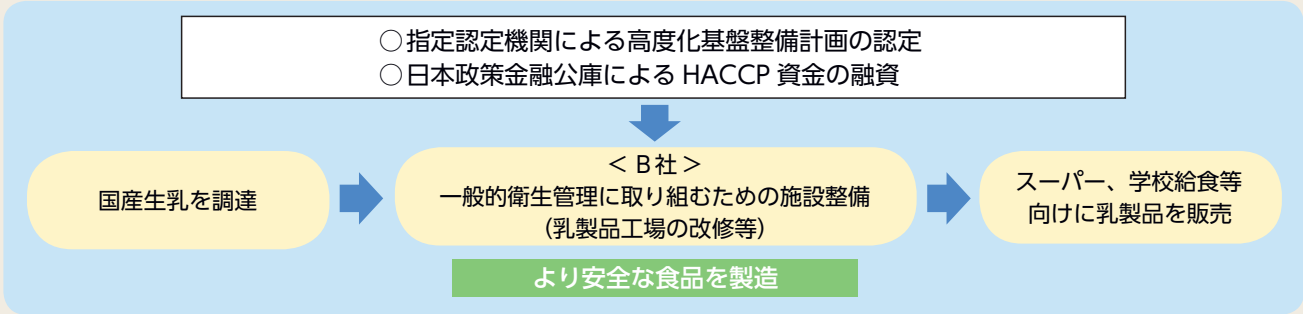 ○指定認定機関による高度化基盤整備計画の認定
○日本政策金融公庫による HACCP 資金の融資
国産生乳を調達
< B社 >
一般的衛生管理に取り組むための施設整備
(乳製品工場の改修等)
スーパー、学校給食等
向けに乳製品を販売
より安全な食品を製造